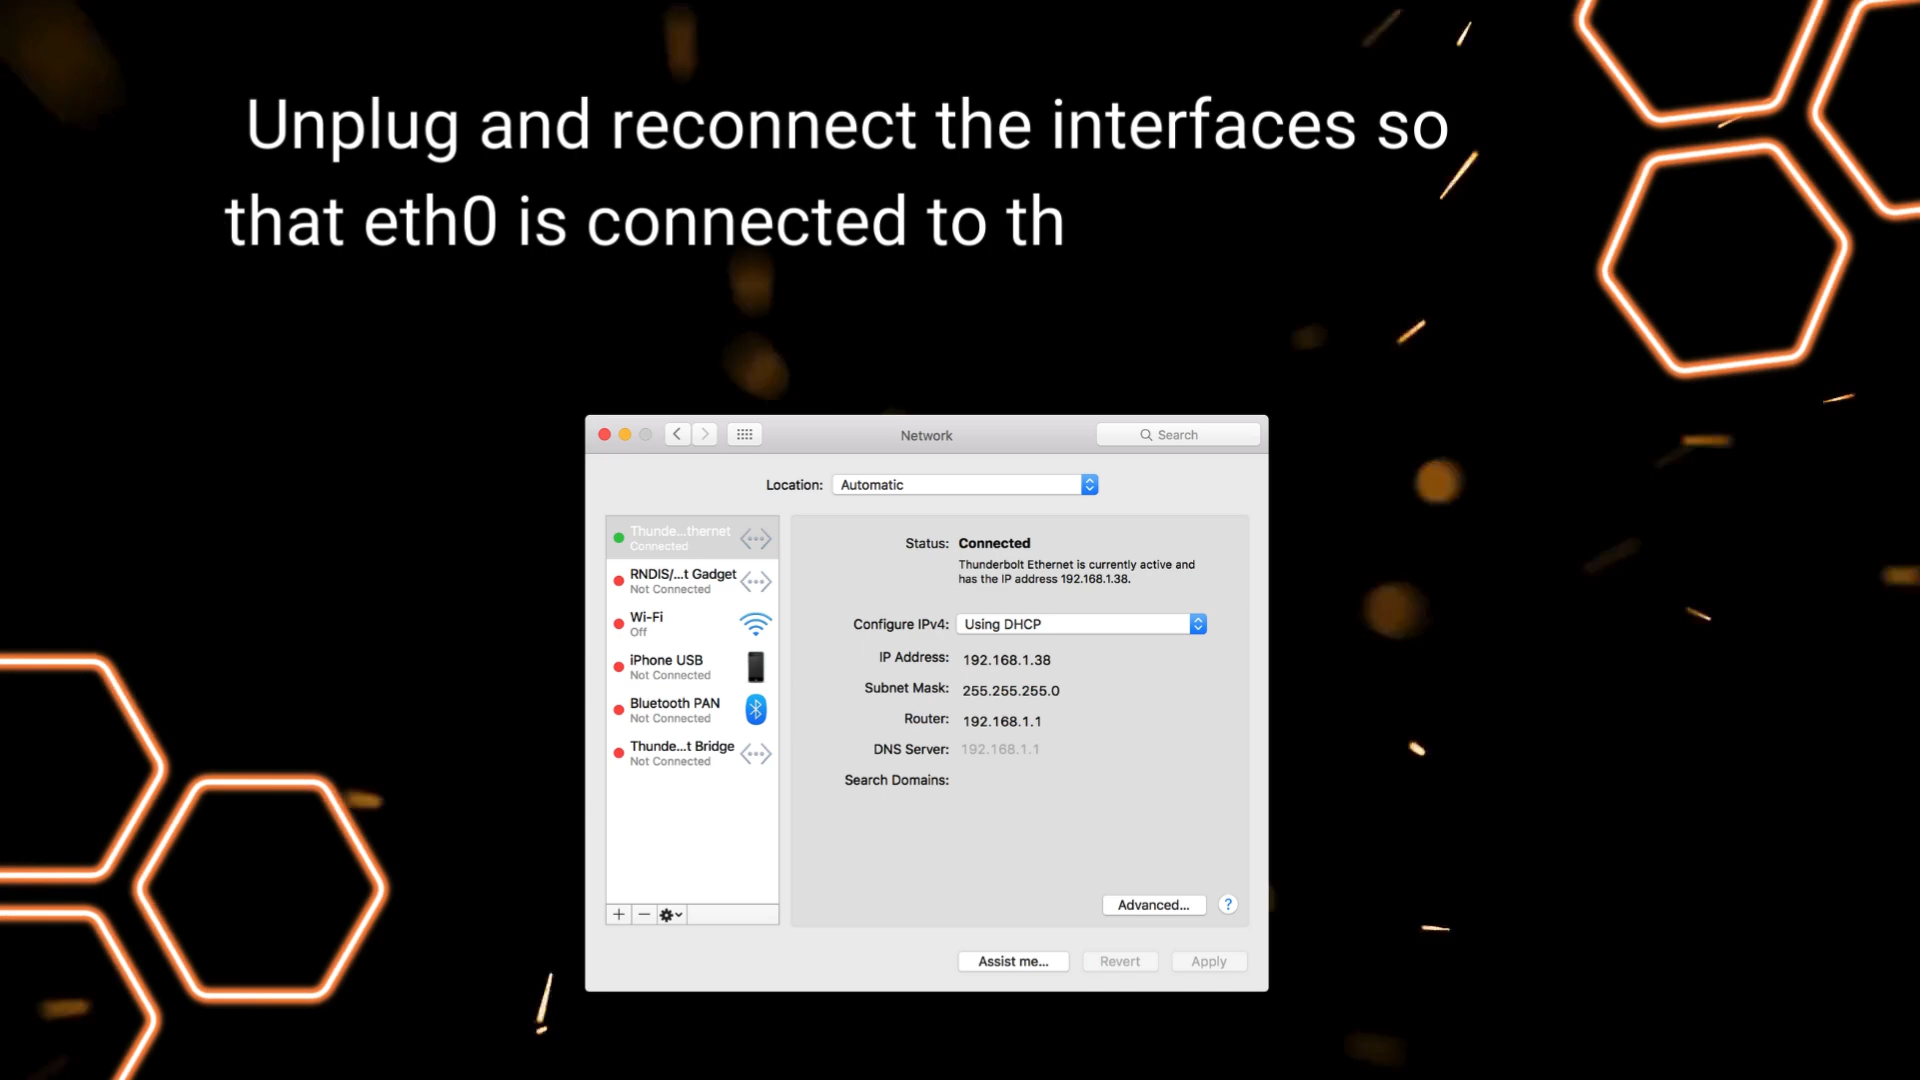 Unplug and reconnect the interfaces so
that eth0 is connected to th
Network
Search
Location: Automatic
Thunde...thernet
Connected
RNDIS/...t Gadget
Not Connected
Wi-Fi
Off
iPhone USB
Not Connected
Bluetooth PAN
Not Connected
Thunde...t Bridge
Not Connected
Status: Connected
Thunderbolt Ethernet is currently active and
has the IP address 192.168.1.38.
Configure IPv4: Using DHCP
IP Address: 192.168.1.38
Subnet Mask: 255.255.255.0
Router: 192.168.1.1
DNS Server: 192.168.1.1
Search Domains:
Advanced... ?
Assist me... Revert Apply